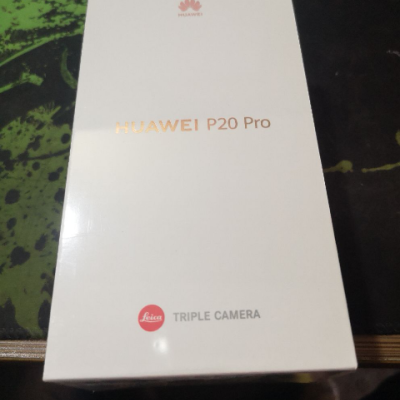 HUAWEI
HUAWEI P20 Pro
Leica TRIPLE CAMERA